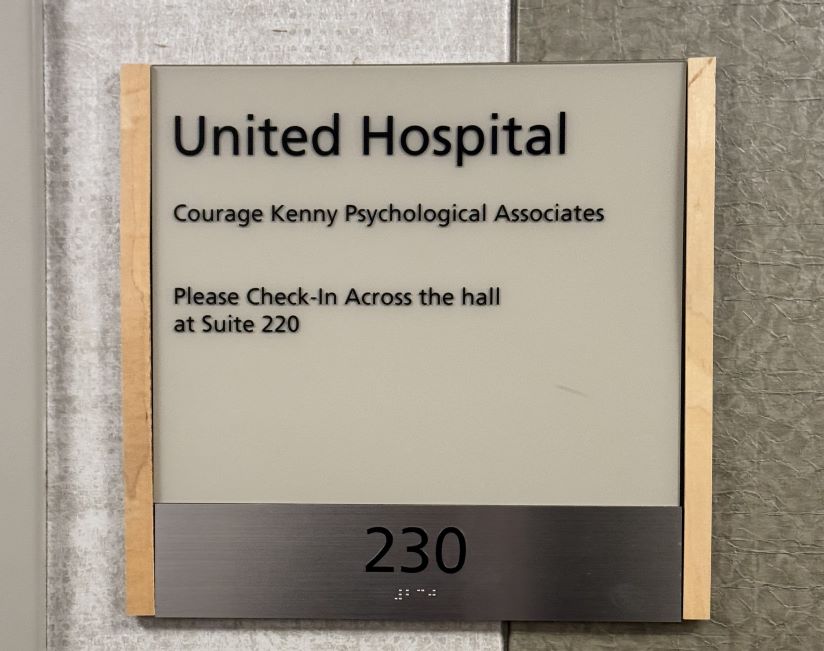 United Hospital
Courage Kenny Psychological Associates
Please Check-In Across the hall
at Suite 220
230
⠼⠃⠉⠚